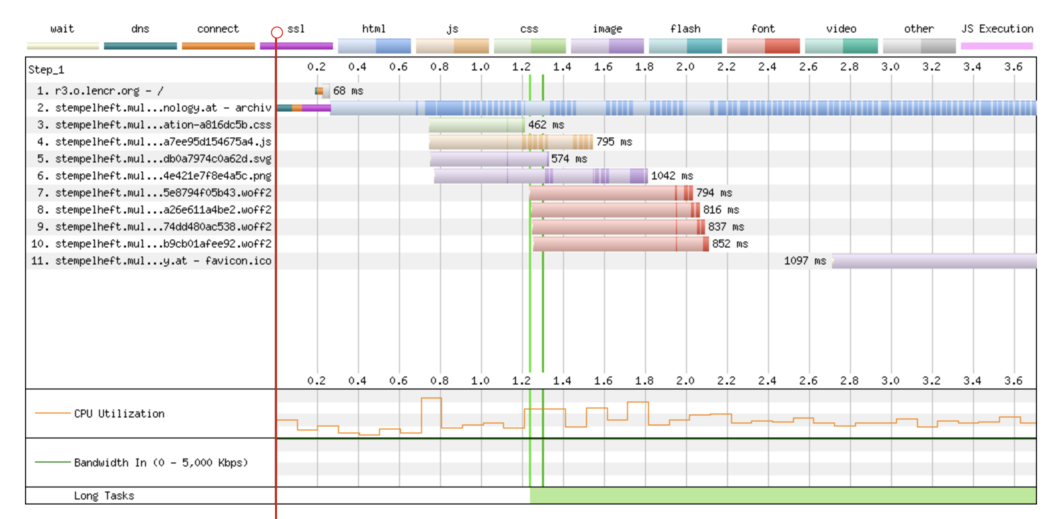 wait dns connect ssl html js css image flash font video other JS Execution
Step_1 0.2 0.4 0.6 0.8 1.0 1.2 1.4 1.6 1.8 2.0 2.2 2.4 2.6 2.8 3.0 3.2 3.4 3.6
1. r3.o.lencr.org - / 68 ms
2. stempelheft.mul...nology.at - archiv
3. stempelheft.mul...ation-a816dc5b.css 462 ms
4. stempelheft.mul...a7ee95d154675a4.js 795 ms
5. stempelheft.mul...db0a7974c0a62d.svg 574 ms
6. stempelheft.mul...4e421e7f8e4a5c.png 1042 ms
7. stempelheft.mul...5e8794f05b43.woff2 794 ms
8. stempelheft.mul...a26e611a4be2.woff2 816 ms
9. stempelheft.mul...74dd480ac538.woff2 837 ms
10. stempelheft.mul...b9cb01afee92.woff2 852 ms
11. stempelheft.mul...y.at - favicon.ico 1097 ms
0.2 0.4 0.6 0.8 1.0 1.2 1.4 1.6 1.8 2.0 2.2 2.4 2.6 2.8 3.0 3.2 3.4 3.6
CPU Utilization
Bandwidth In (0 - 5,000 Kbps)
Long Tasks